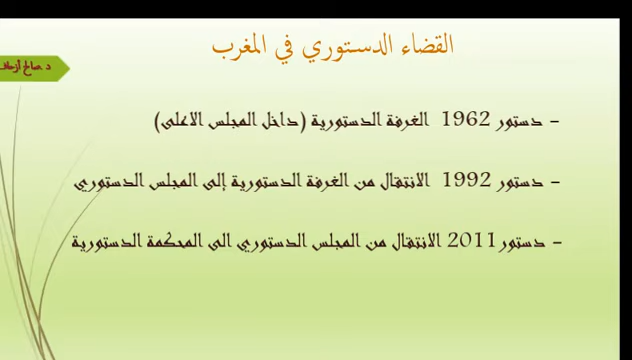 القضاء الدستوري في المغرب
د. صالح
- دستور 1962 الغرفة الدستورية (داخل المجلس الاعلى)
- دستور 1992 الانتقال من الغرفة الدستورية إلى المجلس الدستوري
- دستور 2011 الانتقال من المجلس الدستوري الى المحكمة الدستورية